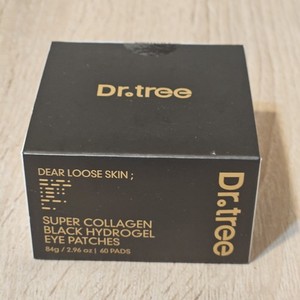 Dr.tree
DEAR LOOSE SKIN ;
SUPER COLLAGEN
BLACK HYDROGEL
EYE PATCHES
84g / 2.96 oz | 60 PADS
Dr.tree